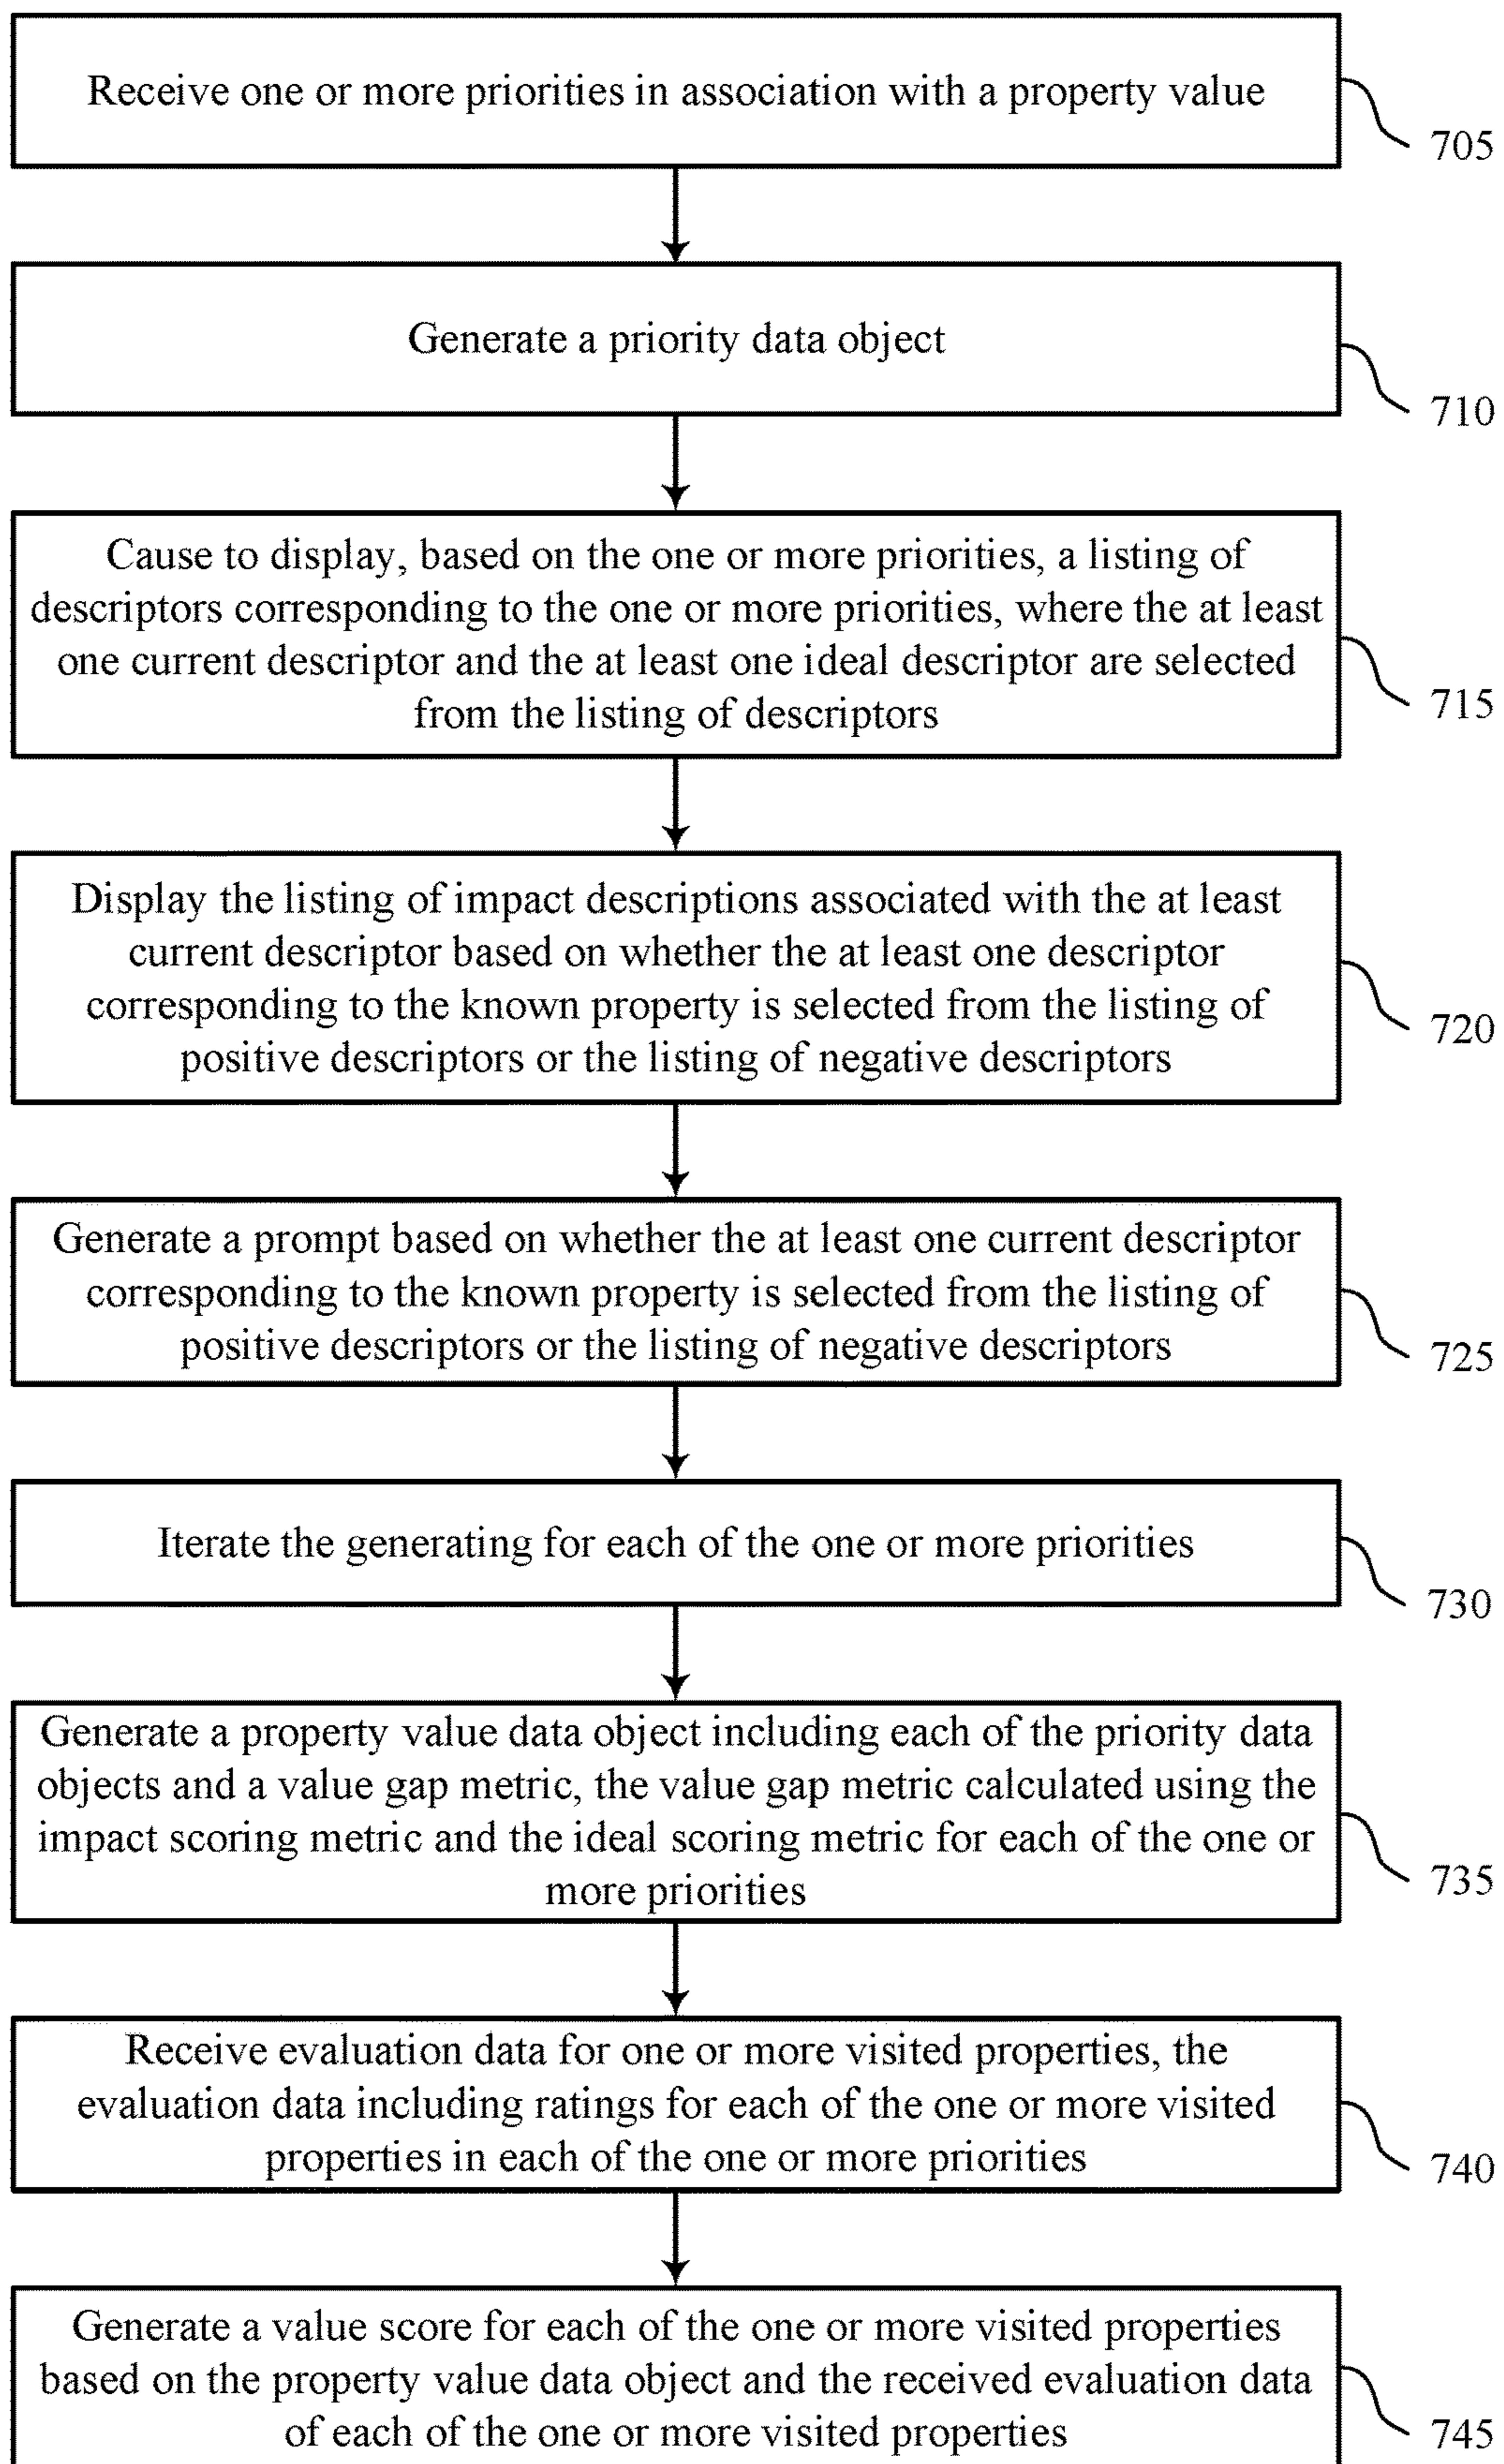 Receive one or more priorities in association with a property value
705
Generate a priority data object
710
Cause to display, based on the one or more priorities, a listing of
descriptors corresponding to the one or more priorities, where the at least
one current descriptor and the at least one ideal descriptor are selected
from the listing of descriptors
715
Display the listing of impact descriptions associated with the at least
current descriptor based on whether the at least one descriptor
corresponding to the known property is selected from the listing of
positive descriptors or the listing of negative descriptors
720
Generate a prompt based on whether the at least one current descriptor
corresponding to the known property is selected from the listing of
positive descriptors or the listing of negative descriptors
725
Iterate the generating for each of the one or more priorities
730
Generate a property value data object including each of the priority data
objects and a value gap metric, the value gap metric calculated using the
impact scoring metric and the ideal scoring metric for each of the one or
more priorities
735
Receive evaluation data for one or more visited properties, the
evaluation data including ratings for each of the one or more visited
properties in each of the one or more priorities
740
Generate a value score for each of the one or more visited properties
based on the property value data object and the received evaluation data
of each of the one or more visited properties
745